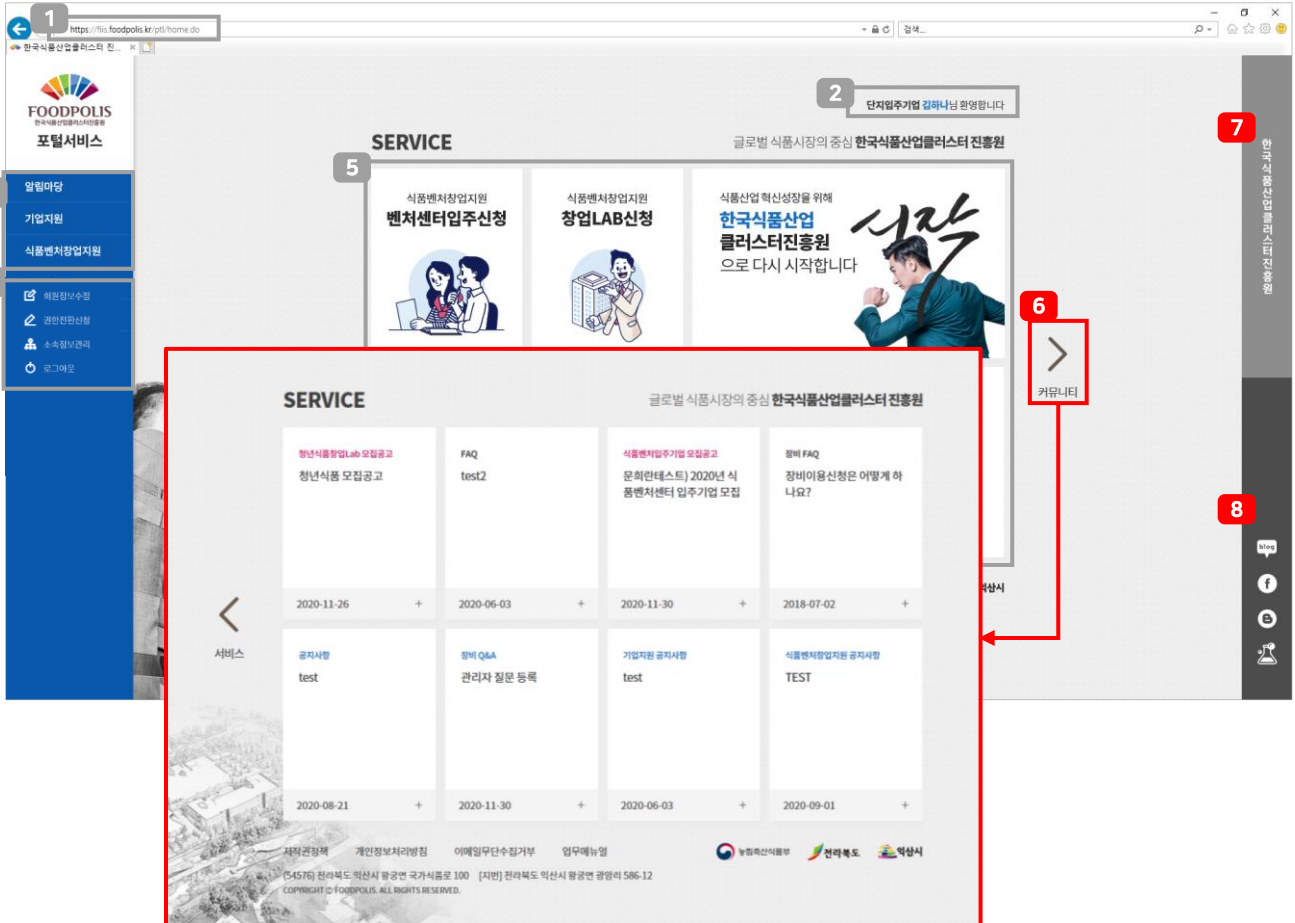 1
https://fiis.foodpolis.kr/ptl/home.do
검색...
한국식품산업클러스터 진...
FOODPOLIS
한국식품산업클러스터진흥원
포털서비스
알림마당
기업지원
식품벤처창업지원
회원정보수정
권한전환신청
소속정보관리
로그아웃
2
단지입주기업 김하나님 환영합니다
SERVICE
글로벌 식품시장의 중심 한국식품산업클러스터 진흥원
5
식품벤처창업지원
벤처센터입주신청
식품벤처창업지원
창업LAB신청
식품산업 혁신성장을 위해
한국식품산업
클러스터진흥원
으로 다시 시작합니다
시작
6
커뮤니티
7
한국식품산업클러스터진흥원
8
blog
익산시
SERVICE
글로벌 식품시장의 중심 한국식품산업클러스터 진흥원
청년식품창업Lab 모집공고
청년식품 모집공고
2020-11-26 +
FAQ
test2
2020-06-03 +
식품벤처입주기업 모집공고
문희란테스트) 2020년 식
품벤처센터 입주기업 모집
2020-11-30 +
장비 FAQ
장비이용신청은 어떻게 하
나요?
2018-07-02 +
서비스
공지사항
test
2020-08-21 +
장비 Q&A
관리자 질문 등록
2020-11-30 +
기업지원 공지사항
test
2020-06-03 +
식품벤처창업지원 공지사항
TEST
2020-09-01 +
저작권정책 개인정보처리방침 이메일무단수집거부 업무메뉴얼
농림축산식품부 전라북도 익산시
(54576) 전라북도 익산시 왕궁면 국가식품로 100 [지번] 전라북도 익산시 왕궁면 광암리 586-12
COPYRIGHT © FOODPOLIS. ALL RIGHTS RESERVED.